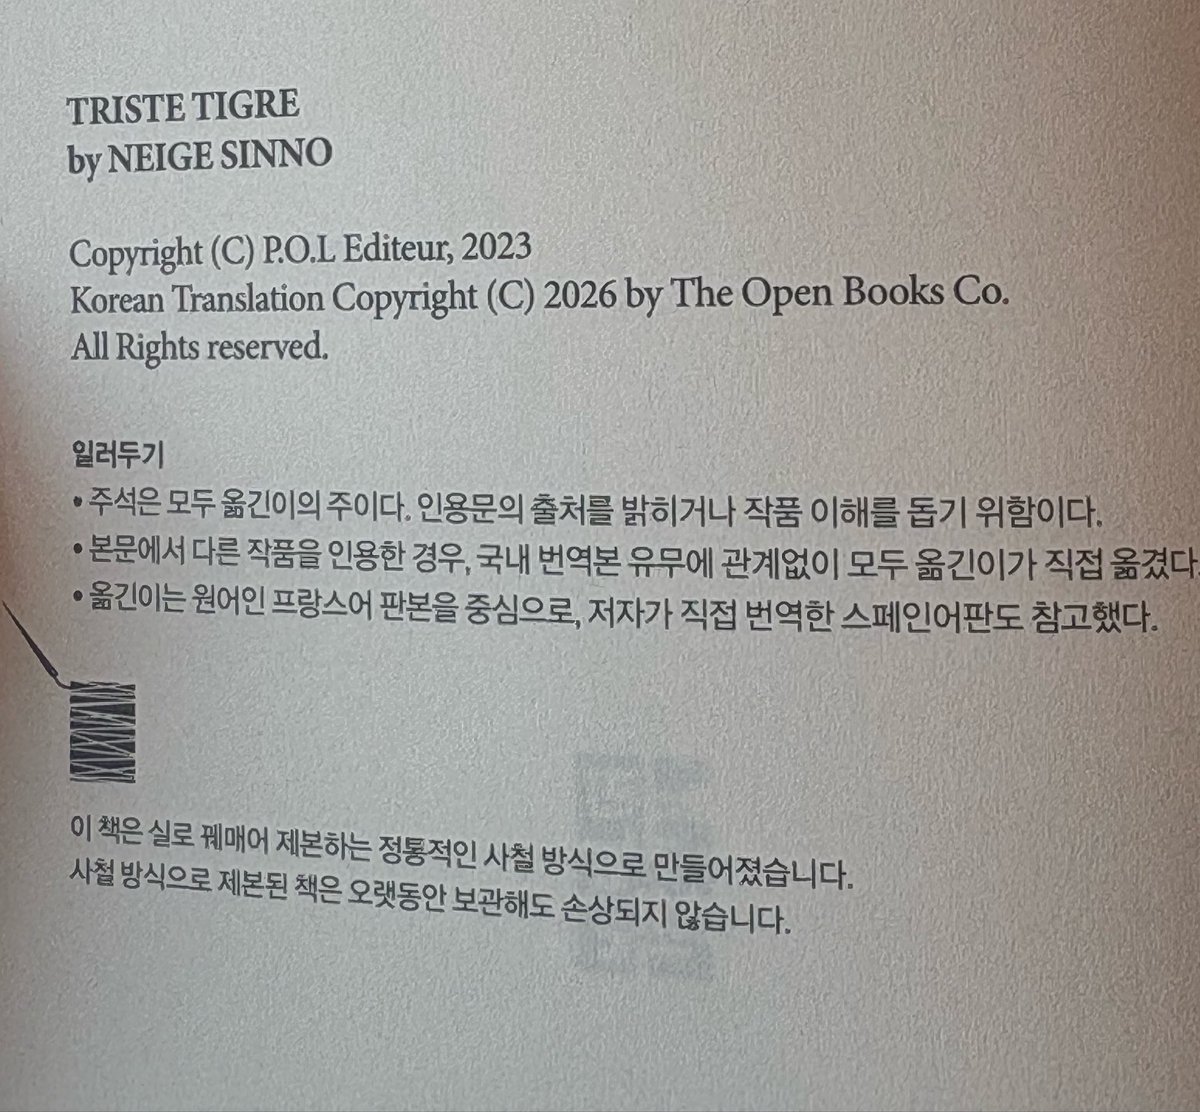 TRISTE TIGRE
by NEIGE SINNO
Copyright (C) P.O.L Editeur, 2023
Korean Translation Copyright (C) 2026 by The Open Books Co.
All Rights reserved.
일러두기
• 주석은 모두 옮긴이의 주이다. 인용문의 출처를 밝히거나 작품 이해를 돕기 위함이다.
• 본문에서 다른 작품을 인용한 경우, 국내 번역본 유무에 관계없이 모두 옮긴이가 직접 옮겼다.
• 옮긴이는 원어인 프랑스어 판본을 중심으로, 저자가 직접 번역한 스페인어판도 참고했다.
이 책은 실로 꿰매어 제본하는 정통적인 사철 방식으로 만들어졌습니다.
사철 방식으로 제본된 책은 오랫동안 보관해도 손상되지 않습니다.